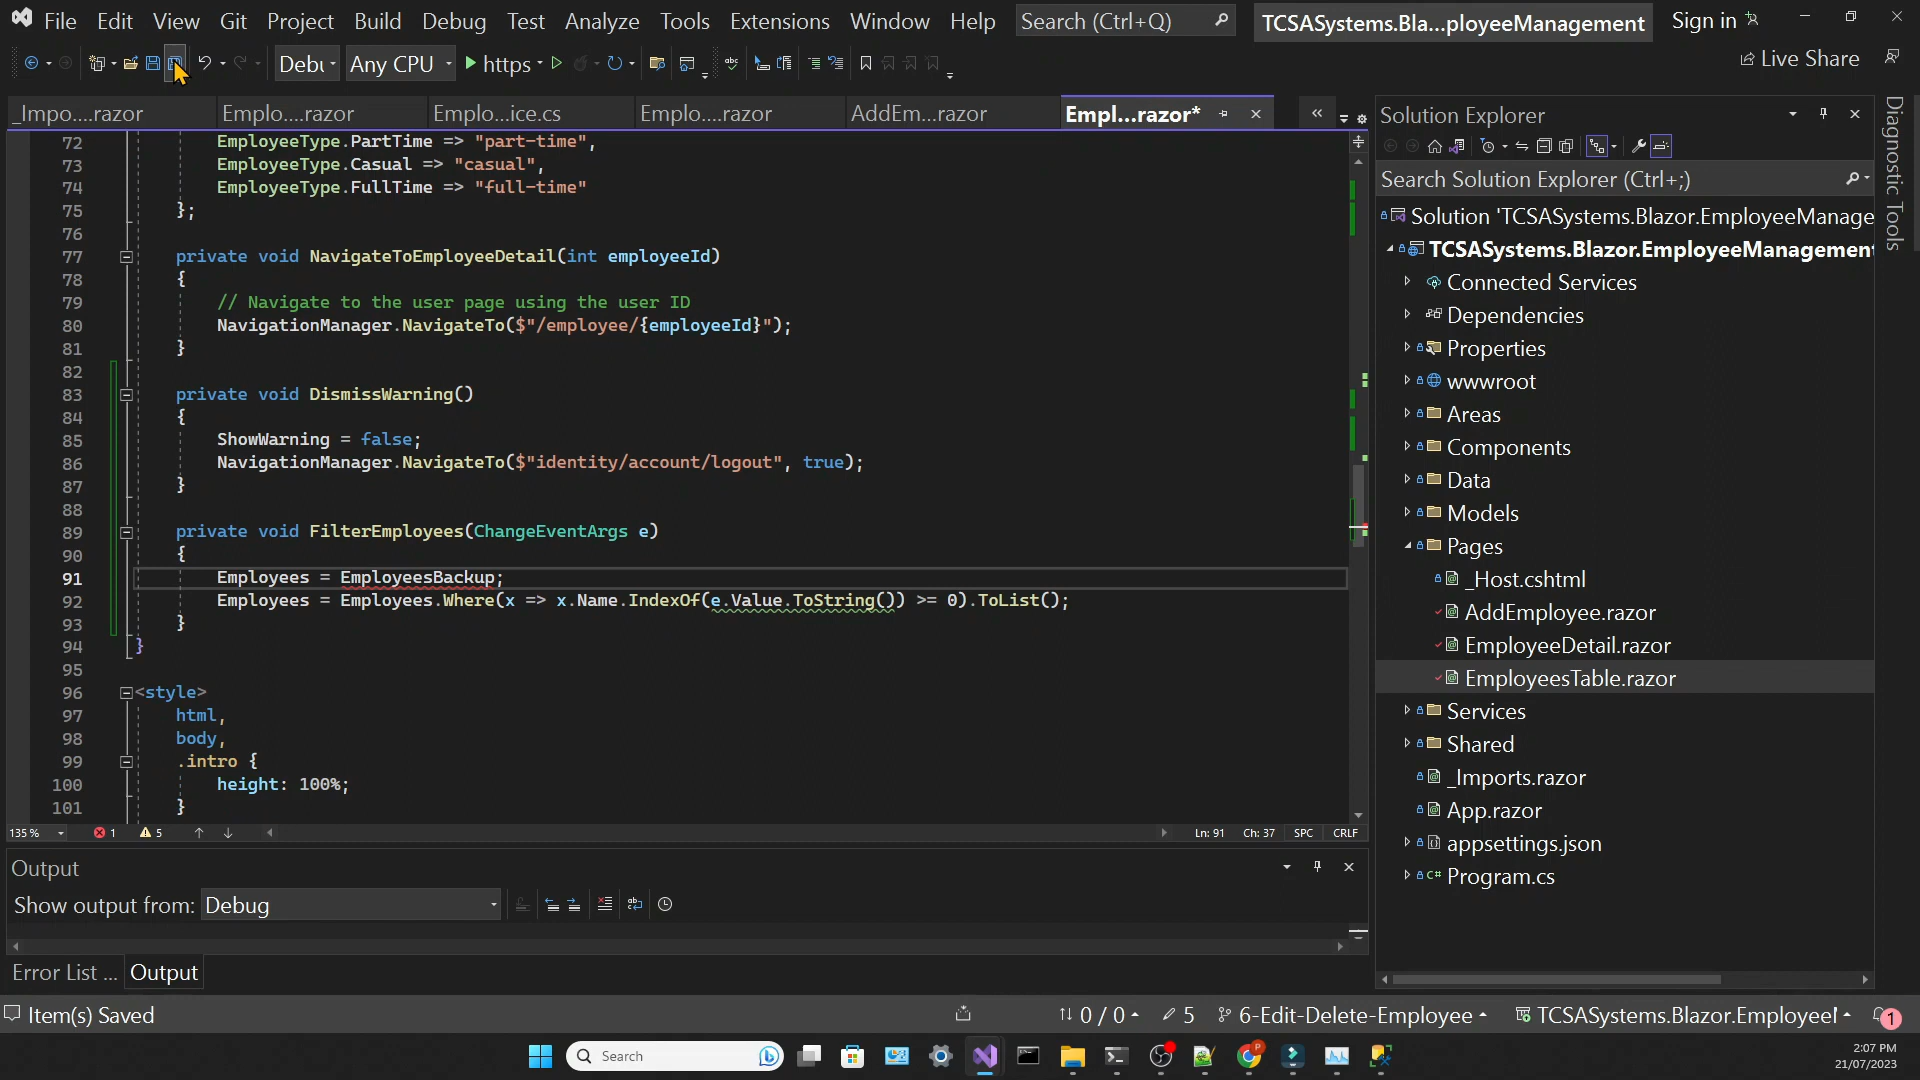 File Edit View Git Project Build Debug Test Analyze Tools Extensions Window Help Search (Ctrl+Q) TCSASystems.Bla...ployeeManagement Sign in
Debu Any CPU https Live Share
_Impo....razor Emplo....razor Emplo...ice.cs Emplo....razor AddEm...razor Empl...razor*
72 EmployeeType.PartTime => "part-time",
73 EmployeeType.Casual => "casual",
74 EmployeeType.FullTime => "full-time"
75 };
76
77 private void NavigateToEmployeeDetail(int employeeId)
78 {
79 // Navigate to the user page using the user ID
80 NavigationManager.NavigateTo($"/employee/{employeeId}");
81 }
82
83 private void DismissWarning()
84 {
85 ShowWarning = false;
86 NavigationManager.NavigateTo($"identity/account/logout", true);
87 }
88
89 private void FilterEmployees(ChangeEventArgs e)
90 {
91 Employees = EmployeesBackup;
92 Employees = Employees.Where(x => x.Name.IndexOf(e.Value.ToString()) >= 0).ToList();
93 }
94 }
95
96 <style>
97 html,
98 body,
99 .intro {
100 height: 100%;
101 }
135 % 1 5 Ln: 91 Ch: 37 SPC CRLF
Output
Show output from: Debug
Error List ... Output
Solution Explorer
Search Solution Explorer (Ctrl+;)
Solution 'TCSASystems.Blazor.EmployeeManage
TCSASystems.Blazor.EmployeeManagement
Connected Services
Dependencies
Properties
wwwroot
Areas
Components
Data
Models
Pages
_Host.cshtml
AddEmployee.razor
EmployeeDetail.razor
EmployeesTable.razor
Services
Shared
_Imports.razor
App.razor
appsettings.json
Program.cs
Diagnostic Tools
Item(s) Saved 0 / 0 5 6-Edit-Delete-Employee TCSASystems.Blazor.Employee 1
Search
2:07 PM
21/07/2023